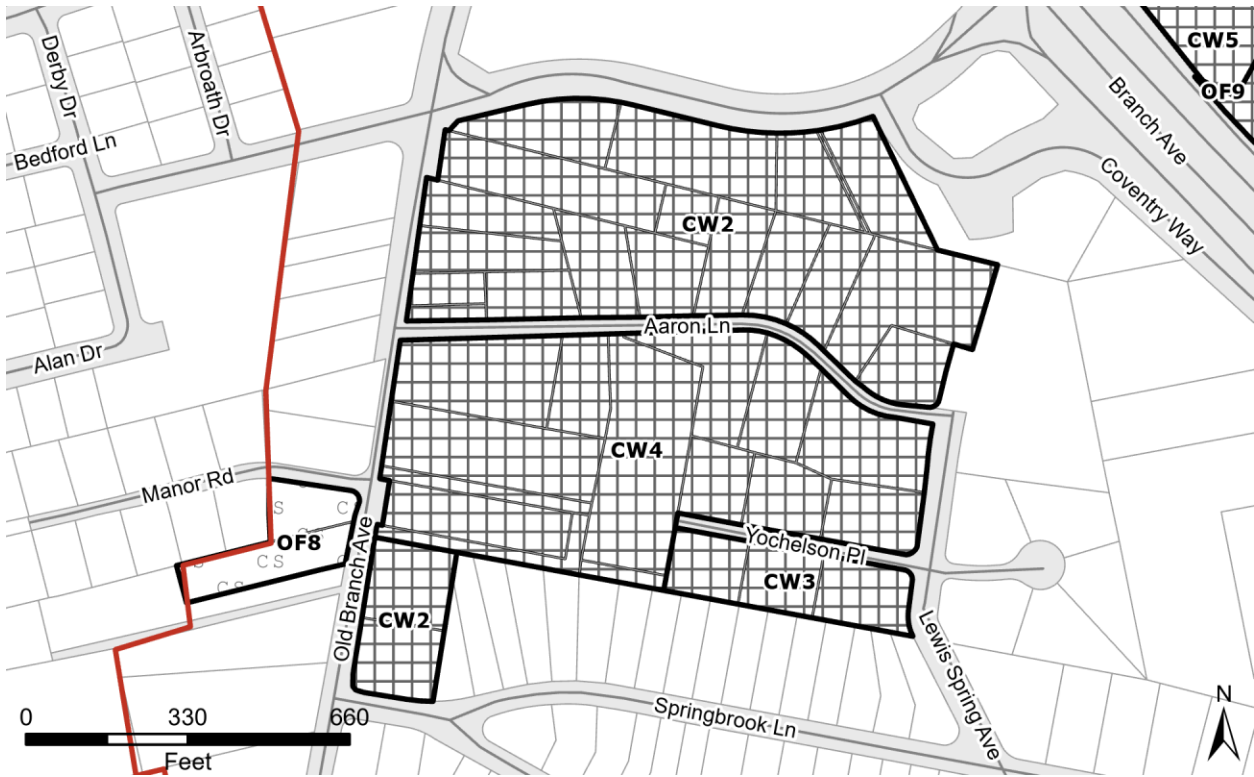 Derby Dr
Arbroath Dr
CW5
OF9
Branch Ave
Bedford Ln
Coventry Way
CW2
Aaron Ln
Alan Dr
CW4
Manor Rd
C
S
C
OF8
S
C S
C
C S
Yochelson Pl
CW3
Old Branch Ave
CW2
Lewis Spring Ave
Springbrook Ln
N
0 330 660
Feet